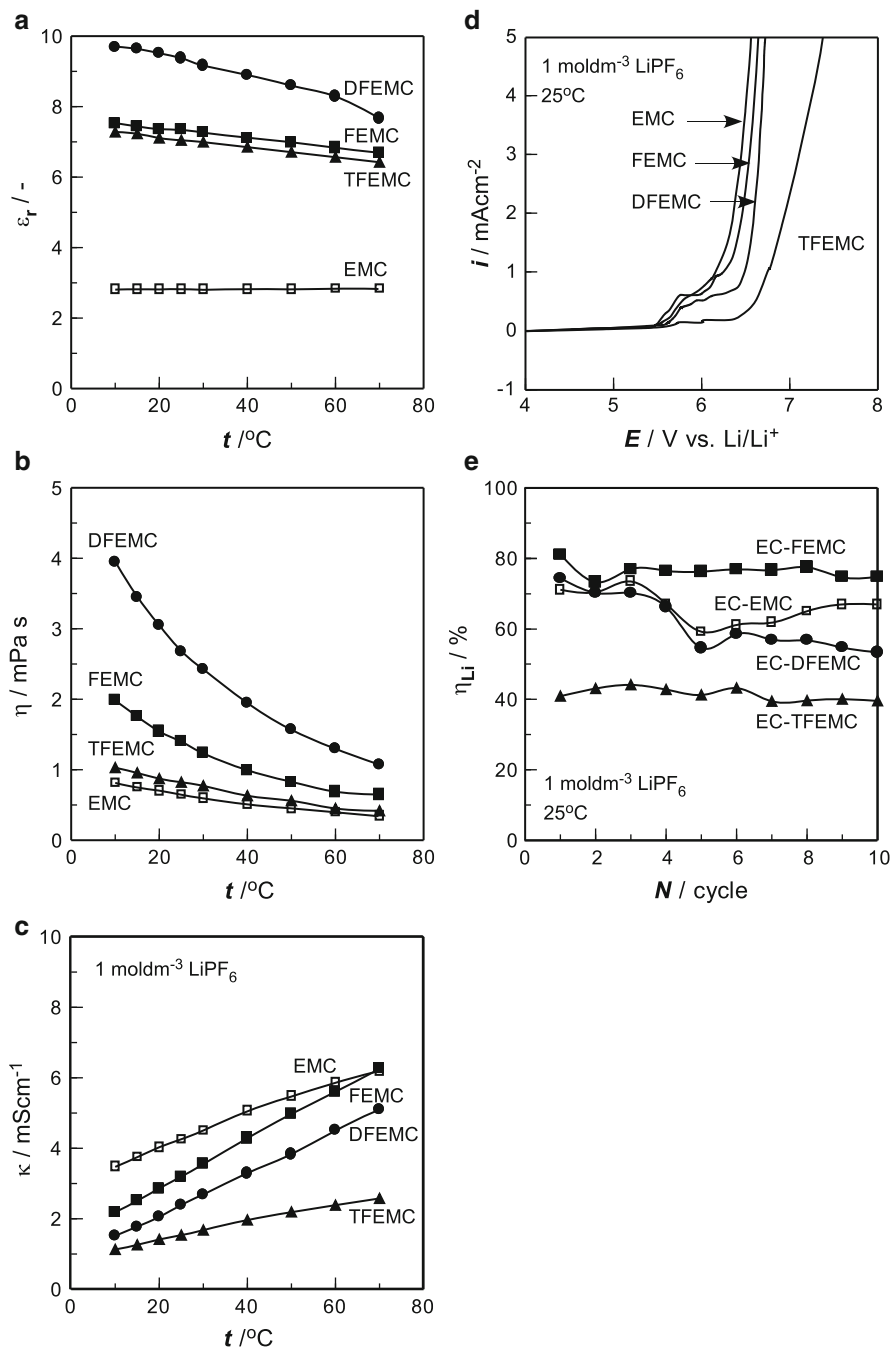 a
10
8
6
4
2
0
εr / -
DFEMC
FEMC
TFEMC
EMC
0 20 40 60 80
t /°C
b
5
4
3
2
1
0
η / mPa s
DFEMC
FEMC
TFEMC
EMC
0 20 40 60 80
t /°C
c
10
8
6
4
2
0
κ / mScm-1
1 moldm-3 LiPF6
EMC
FEMC
DFEMC
TFEMC
0 20 40 60 80
t /°C
d
5
4
3
2
1
0
-1
i / mAcm-2
1 moldm-3 LiPF6
25°C
EMC
FEMC
DFEMC
TFEMC
4 5 6 7 8
E / V vs. Li/Li+
e
100
80
60
40
20
0
ηLi / %
EC-FEMC
EC-EMC
EC-DFEMC
EC-TFEMC
1 moldm-3 LiPF6
25°C
0 2 4 6 8 10
N / cycle